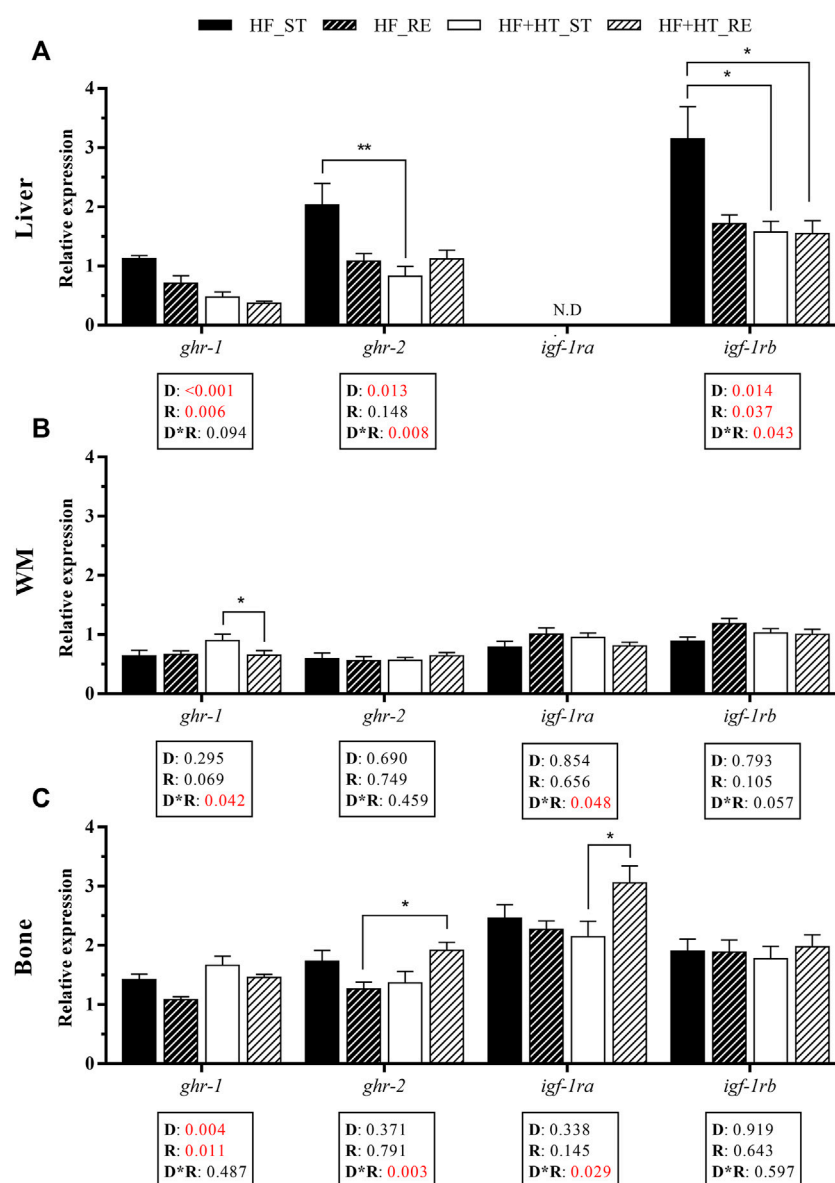 HF_ST HF_RE HF+HT_ST HF+HT_RE
A
Liver
Relative expression
4
3
2
1
0
**
*
*
N.D
ghr-1 ghr-2 igf-1ra igf-1rb
D: <0.001
R: 0.006
D*R: 0.094
D: 0.013
R: 0.148
D*R: 0.008
D: 0.014
R: 0.037
D*R: 0.043
B
WM
Relative expression
4
3
2
1
0
*
ghr-1 ghr-2 igf-1ra igf-1rb
D: 0.295
R: 0.069
D*R: 0.042
D: 0.690
R: 0.749
D*R: 0.459
D: 0.854
R: 0.656
D*R: 0.048
D: 0.793
R: 0.105
D*R: 0.057
C
Bone
Relative expression
4
3
2
1
0
*
*
ghr-1 ghr-2 igf-1ra igf-1rb
D: 0.004
R: 0.011
D*R: 0.487
D: 0.371
R: 0.791
D*R: 0.003
D: 0.338
R: 0.145
D*R: 0.029
D: 0.919
R: 0.643
D*R: 0.597